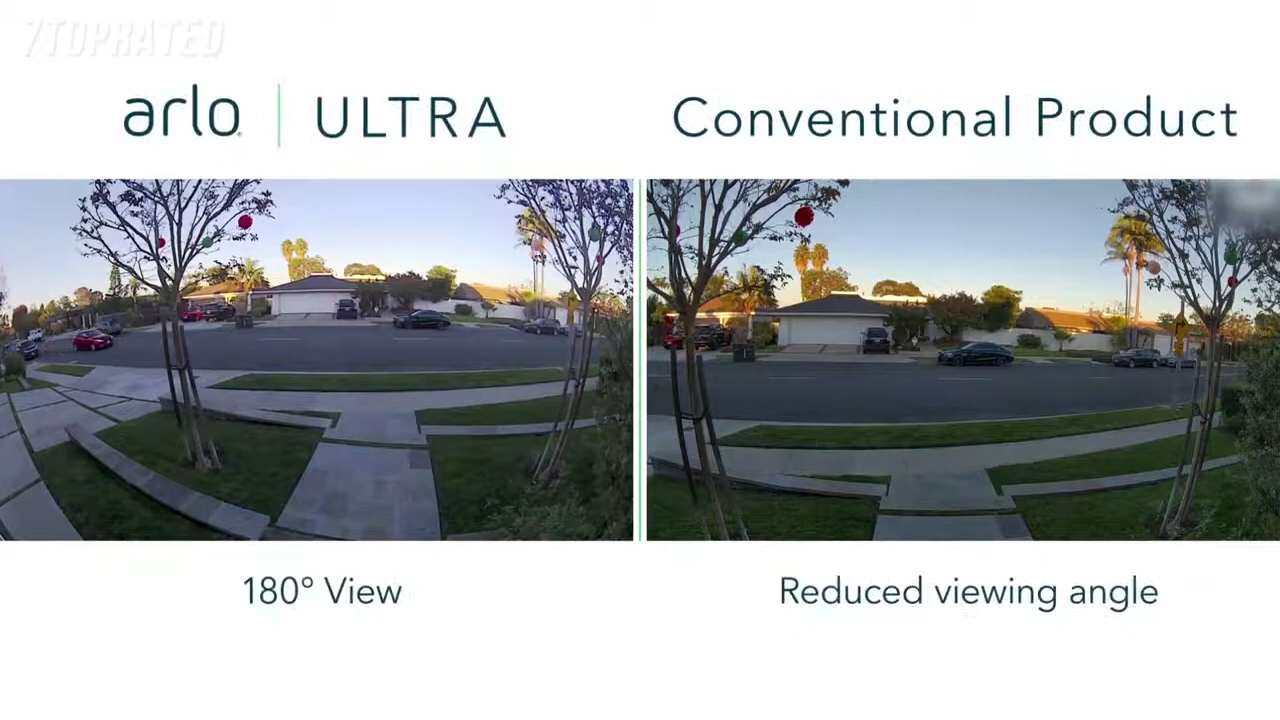 7TOPRATED
arlo ULTRA
Conventional Product
180° View
Reduced viewing angle